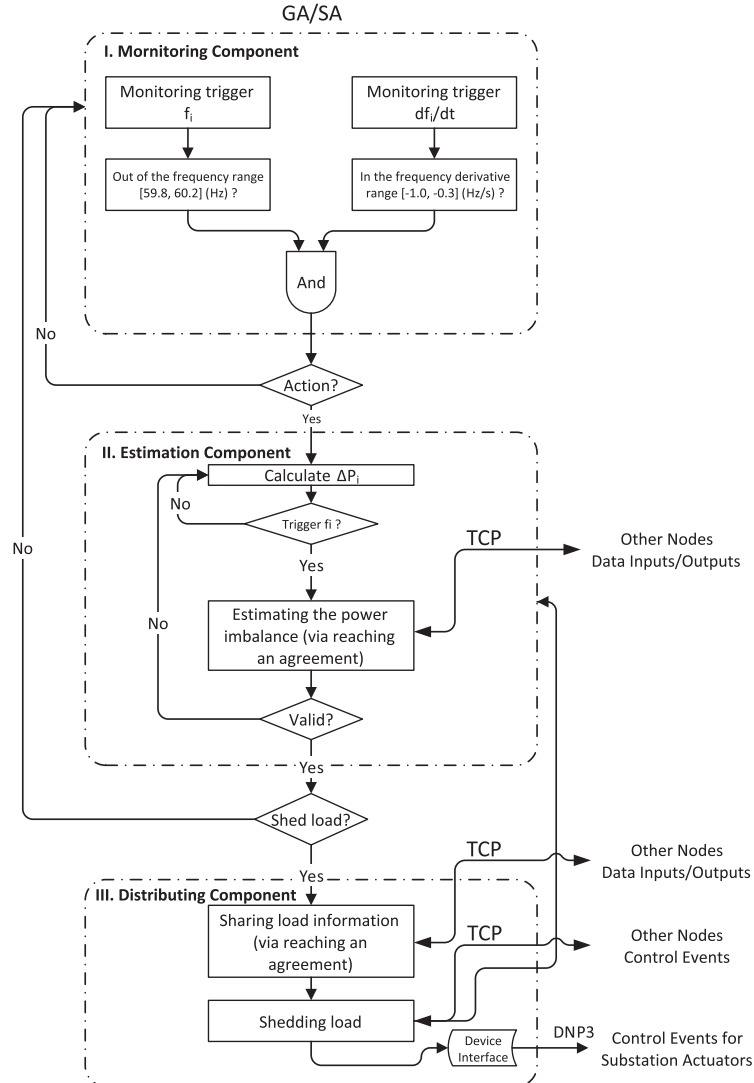 GA/SA
I. Mornitoring Component
Monitoring trigger
fi
Monitoring trigger
dfi/dt
Out of the frequency range
[59.8, 60.2] (Hz) ?
In the frequency derivative
range [-1.0, -0.3] (Hz/s) ?
And
No
Action?
Yes
II. Estimation Component
Calculate ΔPi
No
Trigger fi ?
TCP
Other Nodes
Data Inputs/Outputs
No
Yes
Estimating the power
imbalance (via reaching
an agreement)
No
Valid?
Yes
Shed load?
TCP
Other Nodes
Data Inputs/Outputs
Yes
III. Distributing Component
Sharing load information
(via reaching an
agreement)
TCP
Other Nodes
Control Events
Shedding load
Device
Interface
DNP3
Control Events for
Substation Actuators